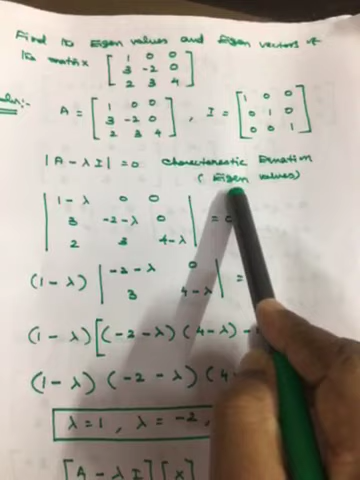 Find to Eigen values and Eigen vectors of
to matrix [1 0 0; 3 -2 0; 2 3 4]
A = [1 0 0; 3 -2 0; 2 3 4] , I = [1 0 0; 0 1 0; 0 0 1]
|A - λI| = 0 Characteristic Equation
( Eigen values)
|1-λ 0 0; 3 -2-λ 0; 2 3 4-λ| = 0
(1-λ) |-2-λ 0; 3 4-λ| =
(1-λ) [(-2-λ) (4-λ) -
(1-λ) (-2-λ) (4-
λ = 1 , λ = -2 ,
[A - λI] [X]